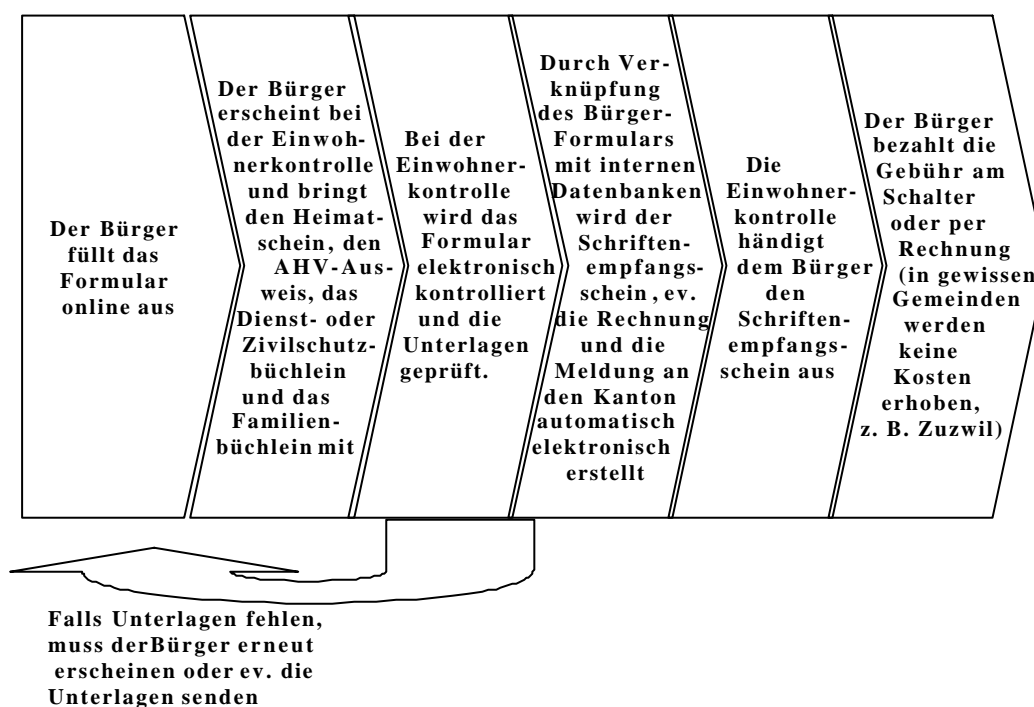 Der Bürger
füllt das
Formular
online aus
Der Bürger
erscheint bei
der Einwoh-
nerkontrolle
und bringt
den Heimat-
schein, den
AHV-Aus-
weis, das
Dienst- oder
Zivilschutz-
büchlein
und das
Familien-
büchlein mit
Bei der
Einwohner-
kontrolle
wird das
Formular
elektronisch
kontrolliert
und die
Unterlagen
geprüft.
Durch Ver-
knüpfung
des Bürger-
Formulars
mit internen
Datenbanken
wird der
Schriften-
empfangs-
schein, ev.
die Rechnung
und die
Meldung an
den Kanton
automatisch
elektronisch
erstellt
Die
Einwohner-
kontrolle
händigt
dem Bürger
den
Schriften-
empfangs-
schein aus
Der Bürger
bezahlt die
Gebühr am
Schalter
oder per
Rechnung
(in gewissen
Gemeinden
werden
keine
Kosten
erhoben,
z. B. Zuzwil)
Falls Unterlagen fehlen,
muss derBürger erneut
erscheinen oder ev. die
Unterlagen senden